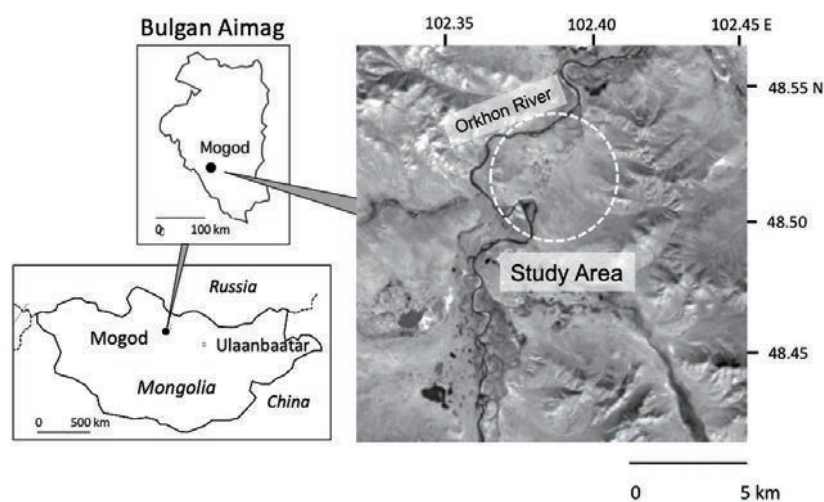 Bulgan Aimag
Mogod
0 100 km
Russia
Mogod
Ulaanbaatar
Mongolia
China
0 500 km
102.35 102.40 102.45 E
Orkhon River
48.55 N
48.50
Study Area
48.45
0 5 km